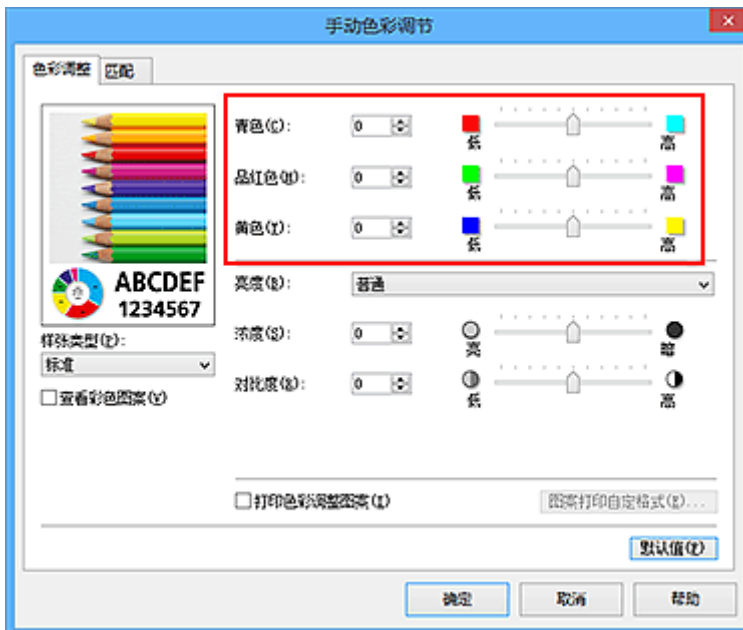 手动色彩调节
色彩调整 匹配
青色(C): 0 低 高
品红色(M): 0 低 高
黄色(Y): 0 低 高
ABCDEF
1234567
亮度(B): 普通
样张类型(P):
标准
浓度(S): 0 亮 暗
对比度(R): 0 低 高
查看彩色图案(V)
打印色彩调整图案(I) 图案打印自定格式(E)...
默认值(F)
确定 取消 帮助